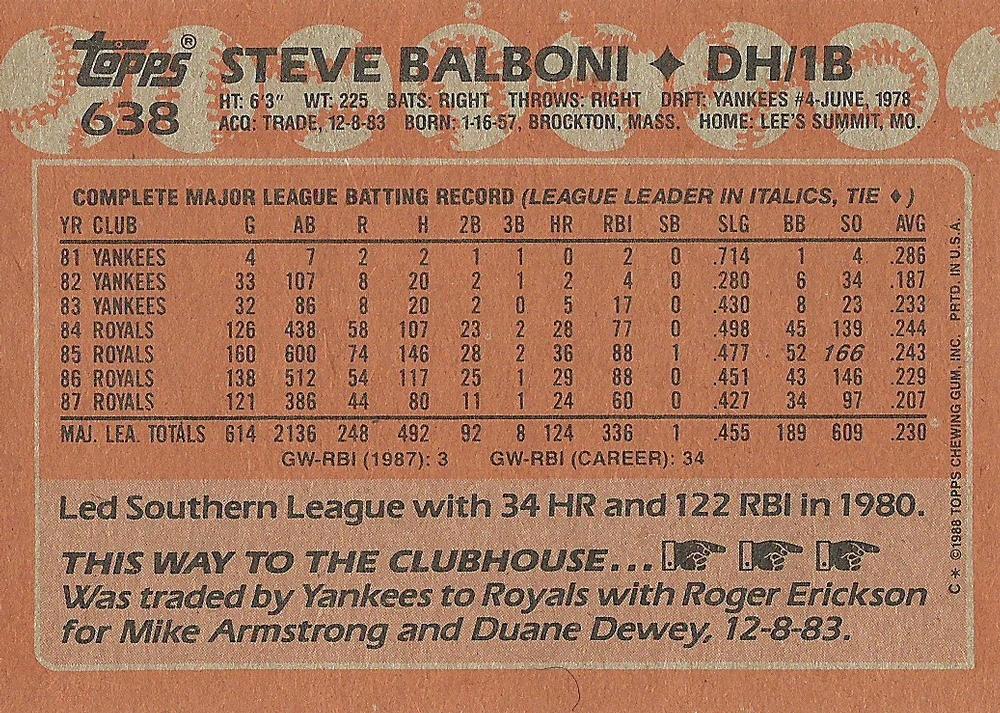 topps® STEVE BALBONI ♦ DH/1B
638 HT: 6'3" WT: 225 BATS: RIGHT THROWS: RIGHT DRFT: YANKEES #4-JUNE, 1978
ACQ: TRADE, 12-8-83 BORN: 1-16-57, BROCKTON, MASS. HOME: LEE'S SUMMIT, MO.
COMPLETE MAJOR LEAGUE BATTING RECORD (LEAGUE LEADER IN ITALICS, TIE ♦)
YR CLUB G AB R H 2B 3B HR RBI SB SLG BB SO AVG
81 YANKEES 4 7 2 2 1 1 0 2 0 .714 1 4 .286
82 YANKEES 33 107 8 20 2 1 2 4 0 .280 6 34 .187
83 YANKEES 32 86 8 20 2 0 5 17 0 .430 8 23 .233
84 ROYALS 126 438 58 107 23 2 28 77 0 .498 45 139 .244
85 ROYALS 160 600 74 146 28 2 36 88 1 .477 52 166 .243
86 ROYALS 138 512 54 117 25 1 29 88 0 .451 43 146 .229
87 ROYALS 121 386 44 80 11 1 24 60 0 .427 34 97 .207
MAJ. LEA. TOTALS 614 2136 248 492 92 8 124 336 1 .455 189 609 .230
GW-RBI (1987): 3 GW-RBI (CAREER): 34
Led Southern League with 34 HR and 122 RBI in 1980.
THIS WAY TO THE CLUBHOUSE...
Was traded by Yankees to Royals with Roger Erickson
for Mike Armstrong and Duane Dewey, 12-8-83.
C * ©1988 TOPPS CHEWING GUM, INC. PRTD. IN U.S.A.